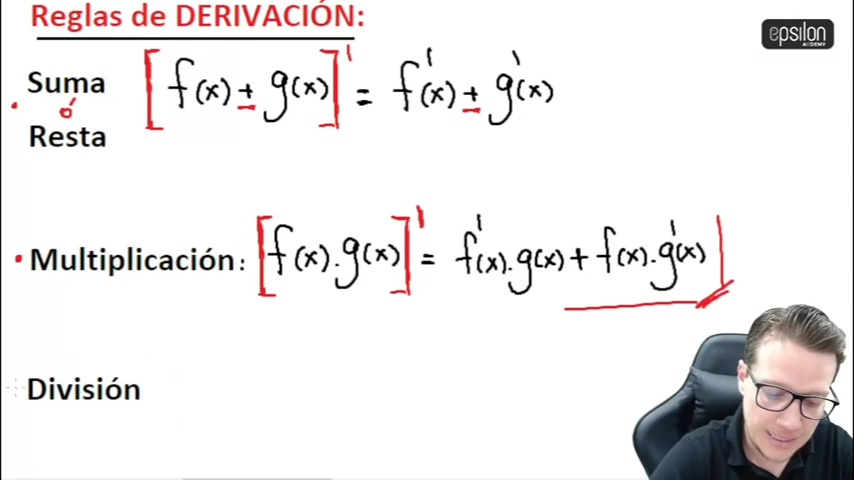 Reglas de DERIVACIÓN:
epsilon
ACADEMY
Suma
ó
Resta
[f(x) ± g(x)]' = f'(x) ± g'(x)
• Multiplicación: [f(x).g(x)]' = f'(x).g(x) + f(x).g'(x)
División